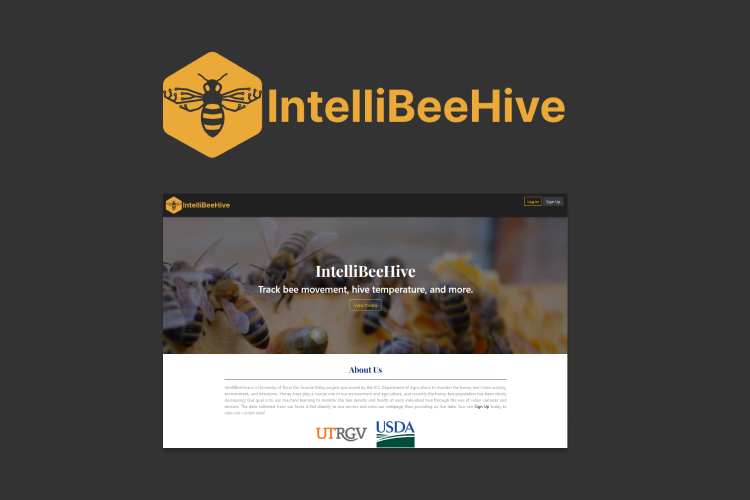 IntelliBeeHive
IntelliBeeHive
Log In
Sign Up
IntelliBeeHive
Track bee movement, hive temperature, and more.
View Demo
About Us
IntelliBeeHive is a University of Texas Rio Grande Valley project sponsored by the U.S. Department of Agriculture to monitor the honey bee's hive activity,
environment, and intrusions. Honey bees play a crucial role in our environment and agriculture, and recently the honey bee population has been slowly
decreasing! Our goal is to use machine learning to monitor the bee density and health of each individual hive through the use of video cameras and
sensors. The data collected from our hives is fed directly to our servers and onto our webpage, thus providing us live data. You can Sign Up today to
view our current data!
UTRGV
USDA